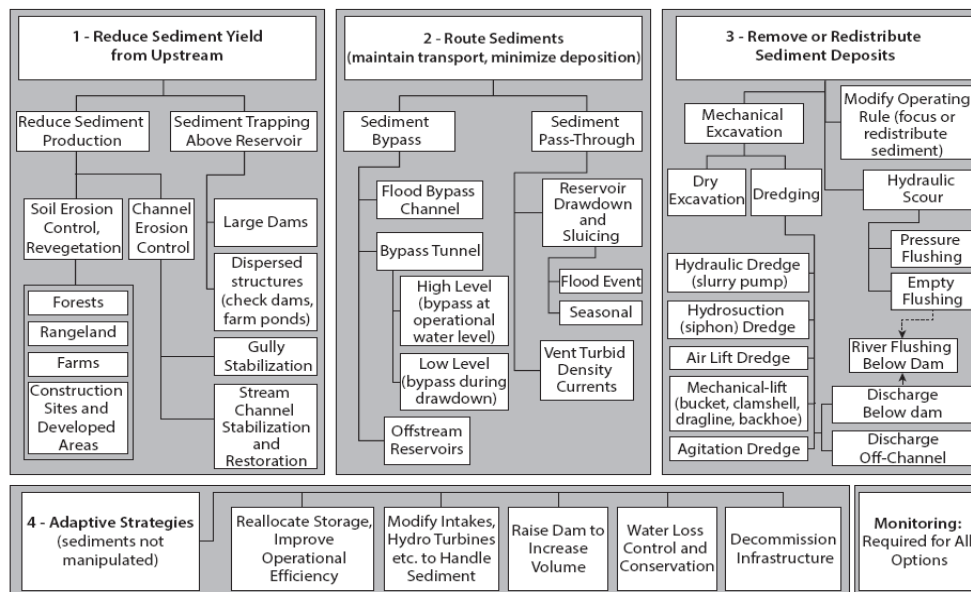 1 - Reduce Sediment Yield
from Upstream
Reduce Sediment
Production
Sediment Trapping
Above Reservoir
Soil Erosion
Control,
Revegetation
Channel
Erosion
Control
Forests
Rangeland
Farms
Construction
Sites and
Developed
Areas
Large Dams
Dispersed
structures
(check dams,
farm ponds)
Gully
Stabilization
Stream
Channel
Stabilization
and
Restoration
2 - Route Sediments
(maintain transport, minimize deposition)
Sediment
Bypass
Sediment
Pass-Through
Flood Bypass
Channel
Bypass Tunnel
High Level
(bypass at
operational
water level)
Low Level
(bypass during
drawdown)
Offstream
Reservoirs
Reservoir
Drawdown
and
Sluicing
Flood Event
Seasonal
Vent Turbid
Density
Currents
3 - Remove or Redistribute
Sediment Deposits
Mechanical
Excavation
Modify Operating
Rule (focus or
redistribute
sediment)
Dry
Excavation
Dredging
Hydraulic
Scour
Pressure
Flushing
Empty
Flushing
Hydraulic Dredge
(slurry pump)
Hydrosuction
(siphon) Dredge
Air Lift Dredge
Mechanical-lift
(bucket, clamshell,
dragline, backhoe)
Agitation Dredge
River Flushing
Below Dam
Discharge
Below dam
Discharge
Off-Channel
4 - Adaptive Strategies
(sediments not
manipulated)
Reallocate Storage,
Improve
Operational
Efficiency
Modify Intakes,
Hydro Turbines
etc. to Handle
Sediment
Raise Dam to
Increase
Volume
Water Loss
Control and
Conservation
Decommission
Infrastructure
Monitoring:
Required for All
Options